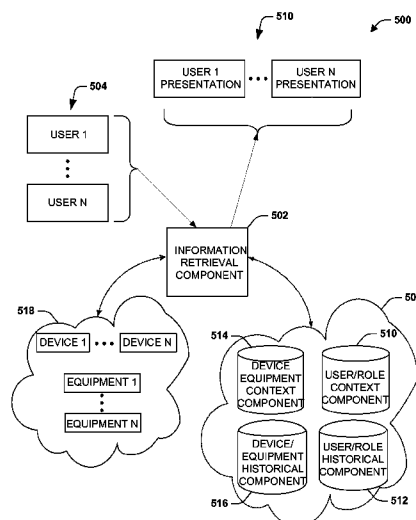 510
500
USER 1
PRESENTATION
USER N
PRESENTATION
504
USER 1
USER N
502
INFORMATION
RETRIEVAL
COMPONENT
518
DEVICE 1
DEVICE N
EQUIPMENT 1
EQUIPMENT N
514
510
DEVICE
EQUIPMENT
CONTEXT
COMPONENT
USER/ROLE
CONTEXT
COMPONENT
DEVICE/
EQUIPMENT
HISTORICAL
COMPONENT
USER/ROLE
HISTORICAL
COMPONENT
516
512